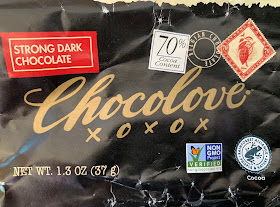 STRONG DARK
CHOCOLATE
70%
Cocoa
Content
Chocolove
XOXOX
NON
GMO
Project
VERIFIED
NET WT. 1.3 OZ (37 g)
Cocoa